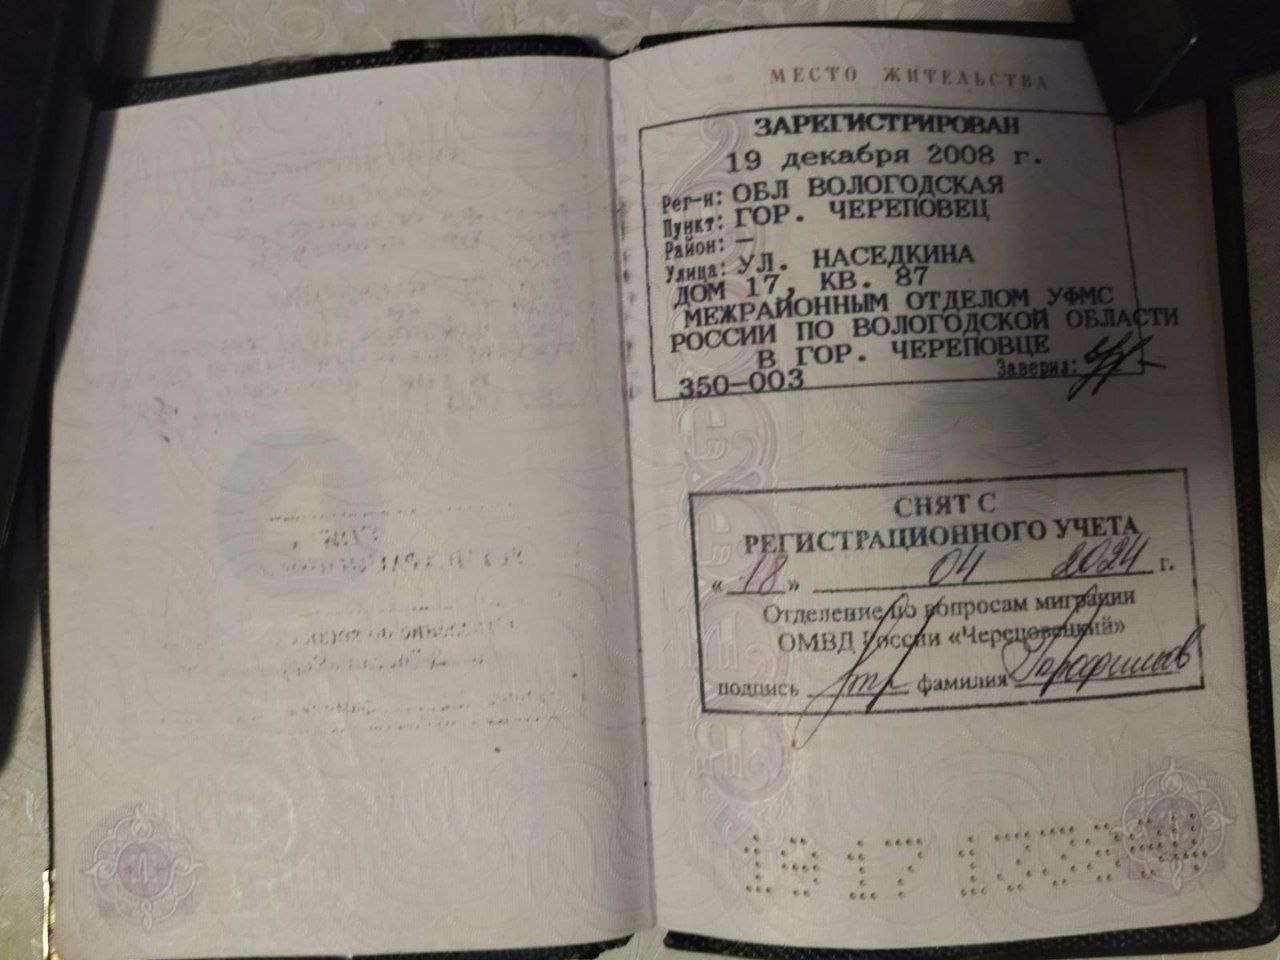 МЕСТО ЖИТЕЛЬСТВА
ЗАРЕГИСТРИРОВАН
19 декабря 2008 г.
Рег-н: ОБЛ ВОЛОГОДСКАЯ
Пункт: ГОР. ЧЕРЕПОВЕЦ
Район: —
Улица: УЛ. НАСЕДКИНА
ДОМ 17, КВ. 87
МЕЖРАЙОННЫМ ОТДЕЛОМ УФМС
РОССИИ ПО ВОЛОГОДСКОЙ ОБЛАСТИ
В ГОР. ЧЕРЕПОВЦЕ
350-003 Заверил:
СНЯТ С
РЕГИСТРАЦИОННОГО УЧЕТА
« 18 » 04 2024 г.
Отделение по вопросам миграции
ОМВД России «Череповецкий»
подпись фамилия